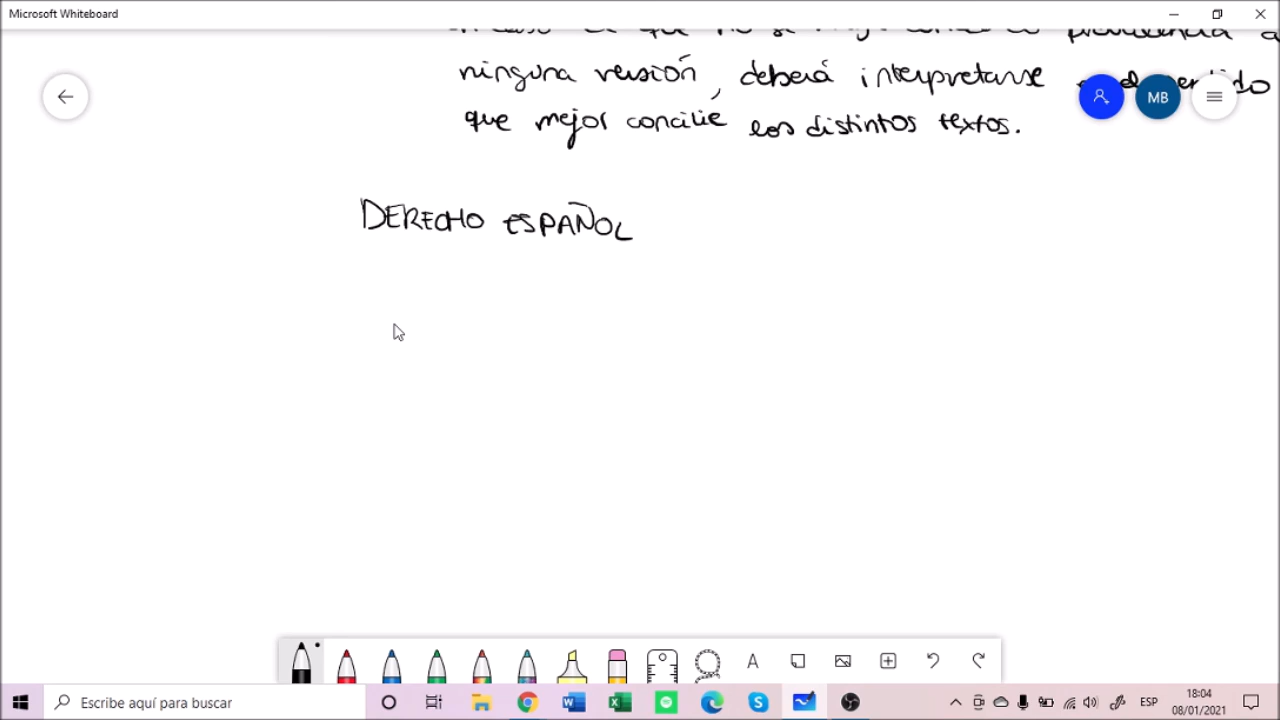 Microsoft Whiteboard
ninguna versión, deberá interpretarse
que mejor concilie los distintos textos.
MB
DERECHO ESPAÑOL
A
Escribe aquí para buscar
ESP
18:04
08/01/2021